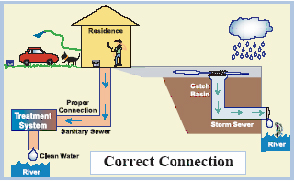 Residence
Catch
Basin
Proper
Connection
Treatment
System
Sanitary Sewer
Storm Sewer
Clean Water
River
River
Correct Connection